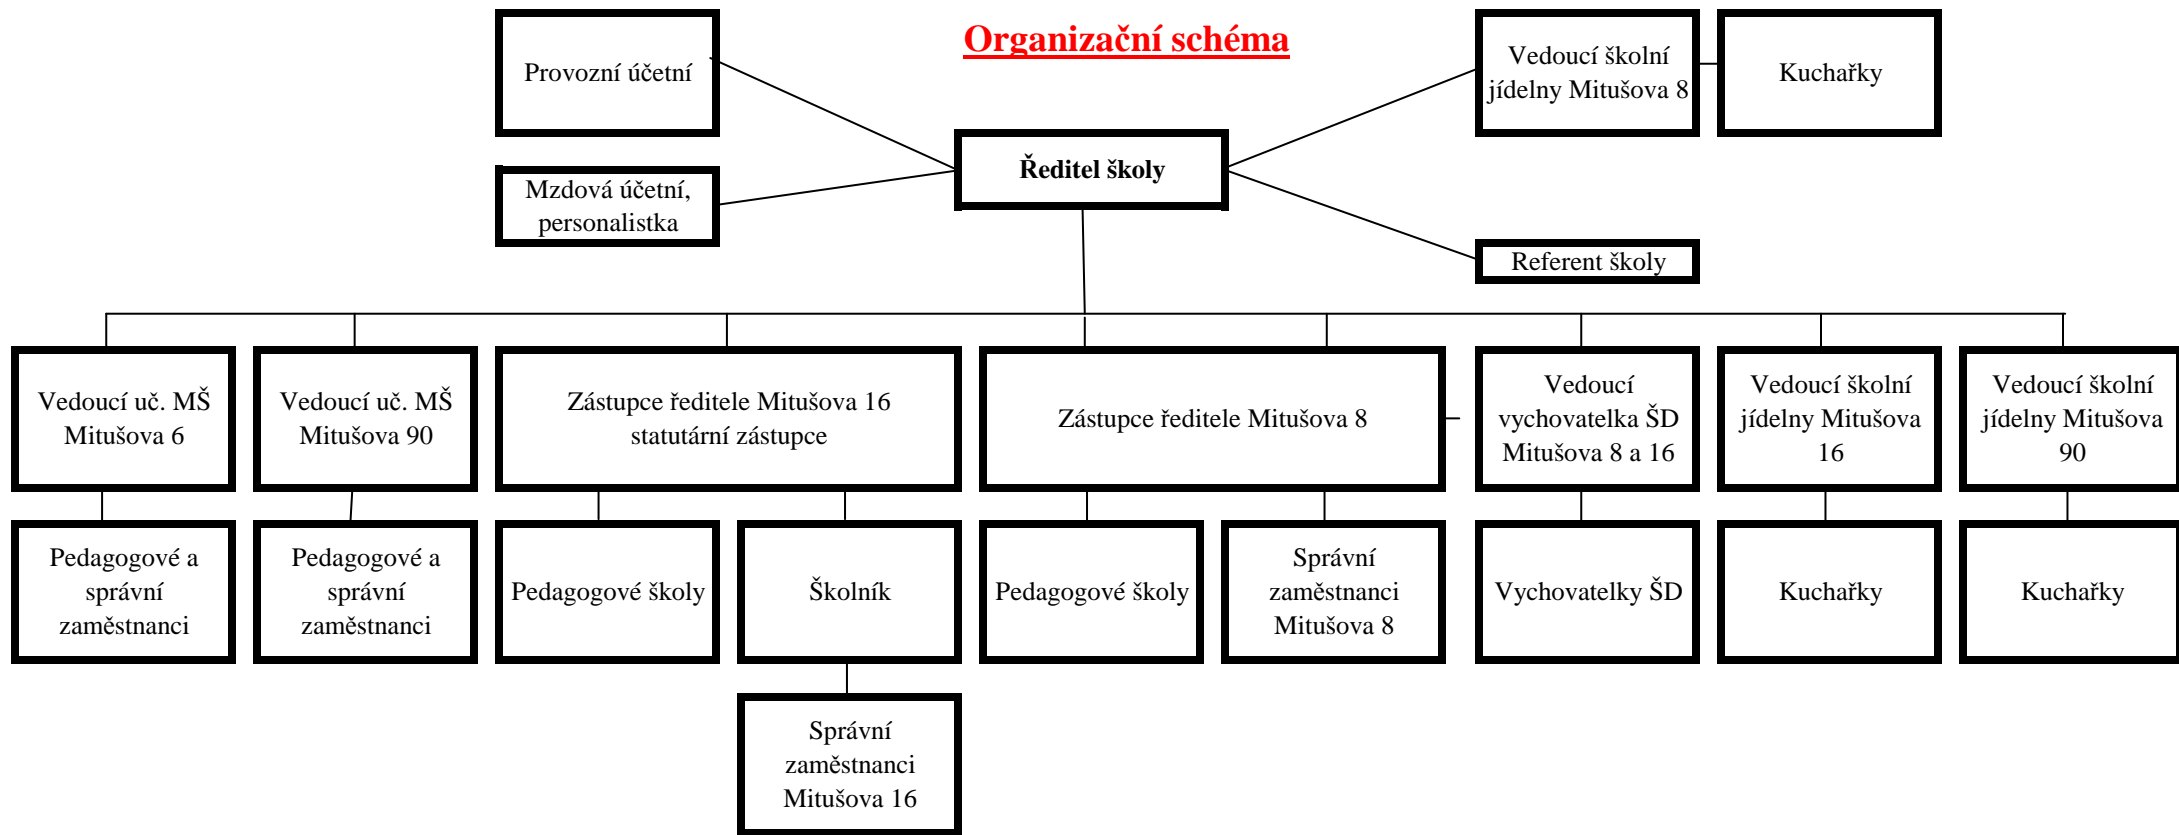 Organizační schéma
Provozní účetní
Vedoucí školní
jídelny Mitušova 8
Kuchařky
Ředitel školy
Mzdová účetní,
personalistka
Referent školy
Vedoucí uč. MŠ
Mitušova 6
Vedoucí uč. MŠ
Mitušova 90
Zástupce ředitele Mitušova 16
statutární zástupce
Zástupce ředitele Mitušova 8
Vedoucí
vychovatelka ŠD
Mitušova 8 a 16
Vedoucí školní
jídelny Mitušova
16
Vedoucí školní
jídelny Mitušova
90
Pedagogové a
správní
zaměstnanci
Pedagogové a
správní
zaměstnanci
Pedagogové školy
Školník
Pedagogové školy
Správní
zaměstnanci
Mitušova 8
Vychovatelky ŠD
Kuchařky
Kuchařky
Správní
zaměstnanci
Mitušova 16